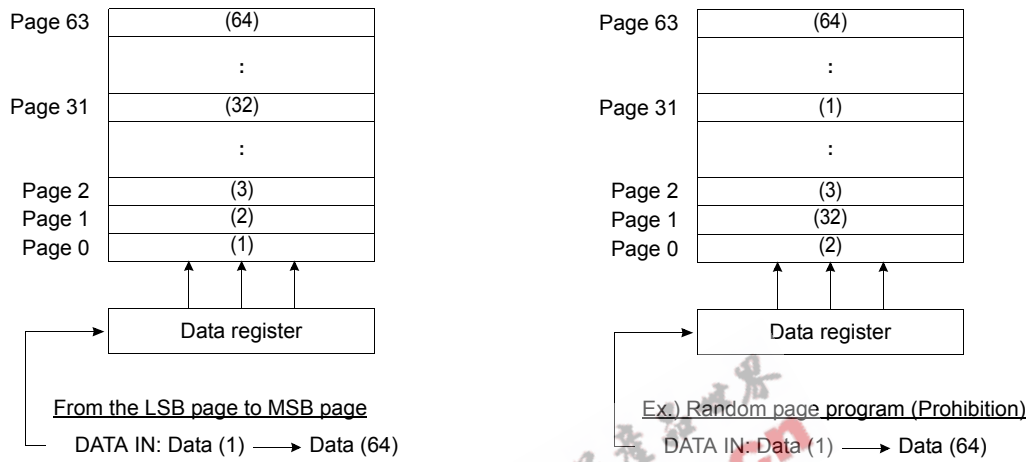 Page 63 (64)
:
Page 31 (32)
:
Page 2 (3)
Page 1 (2)
Page 0 (1)
Data register
From the LSB page to MSB page
DATA IN: Data (1) → Data (64)
Page 63 (64)
:
Page 31 (1)
:
Page 2 (3)
Page 1 (32)
Page 0 (2)
Data register
Ex.) Random page program (Prohibition)
DATA IN: Data (1) → Data (64)